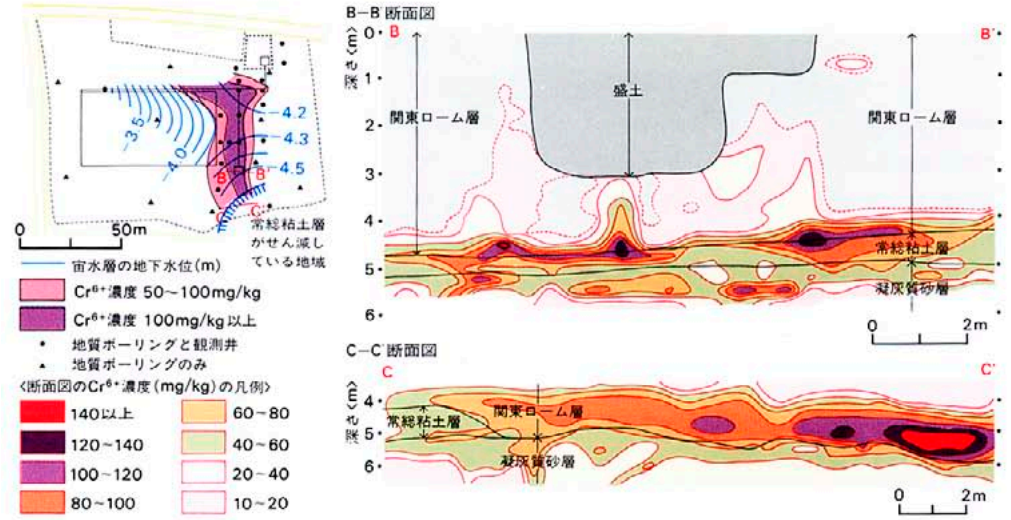 B-B'断面図
B
B'
深さ<m>
0
1
2
3
4
5
6
関東ローム層
盛土
関東ローム層
常総粘土層
凝灰質砂層
0 2m
-3.5
-4.0
-4.2
-4.3
-4.5
B
B'
C
C'
常総粘土層
がせん滅し
ている地域
0 50m
宙水層の地下水位(m)
Cr⁶⁺濃度 50~100mg/kg
Cr⁶⁺濃度 100mg/kg以上
地質ボーリングと観測井
地質ボーリングのみ
<断面図のCr⁶⁺濃度(mg/kg)の凡例>
140以上
120~140
100~120
80~100
60~80
40~60
20~40
10~20
C-C'断面図
C
C'
深さ<m>
4
5
6
関東ローム層
常総粘土層
凝灰質砂層
0 2m